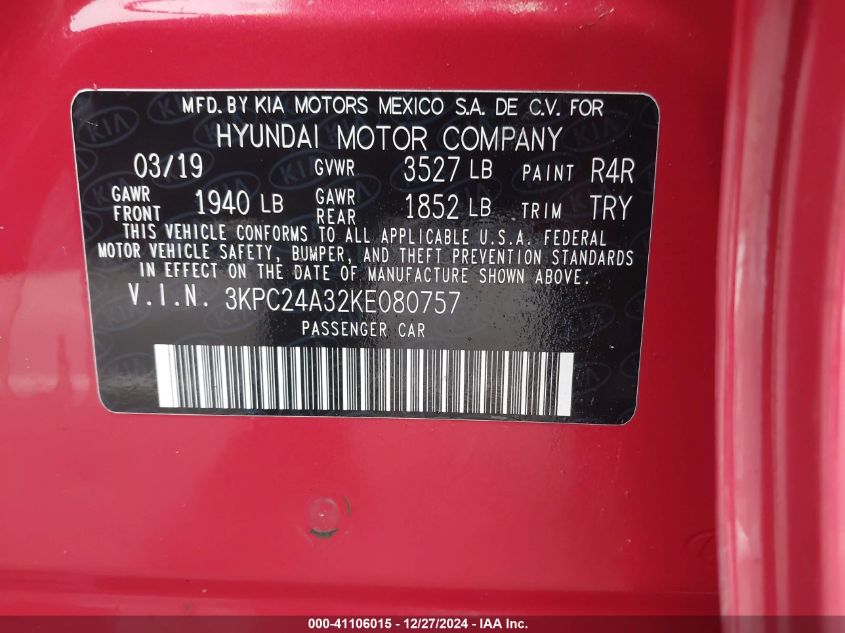 MFD. BY KIA MOTORS MEXICO S.A. DE C.V. FOR
HYUNDAI MOTOR COMPANY
03/19 GVWR 3527 LB PAINT R4R
GAWR FRONT 1940 LB GAWR REAR 1852 LB TRIM TRY
THIS VEHICLE CONFORMS TO ALL APPLICABLE U.S.A. FEDERAL
MOTOR VEHICLE SAFETY, BUMPER, AND THEFT PREVENTION STANDARDS
IN EFFECT ON THE DATE OF MANUFACTURE SHOWN ABOVE.
V.I.N. 3KPC24A32KE080757
PASSENGER CAR
000-41106015 - 12/27/2024 - IAA Inc.